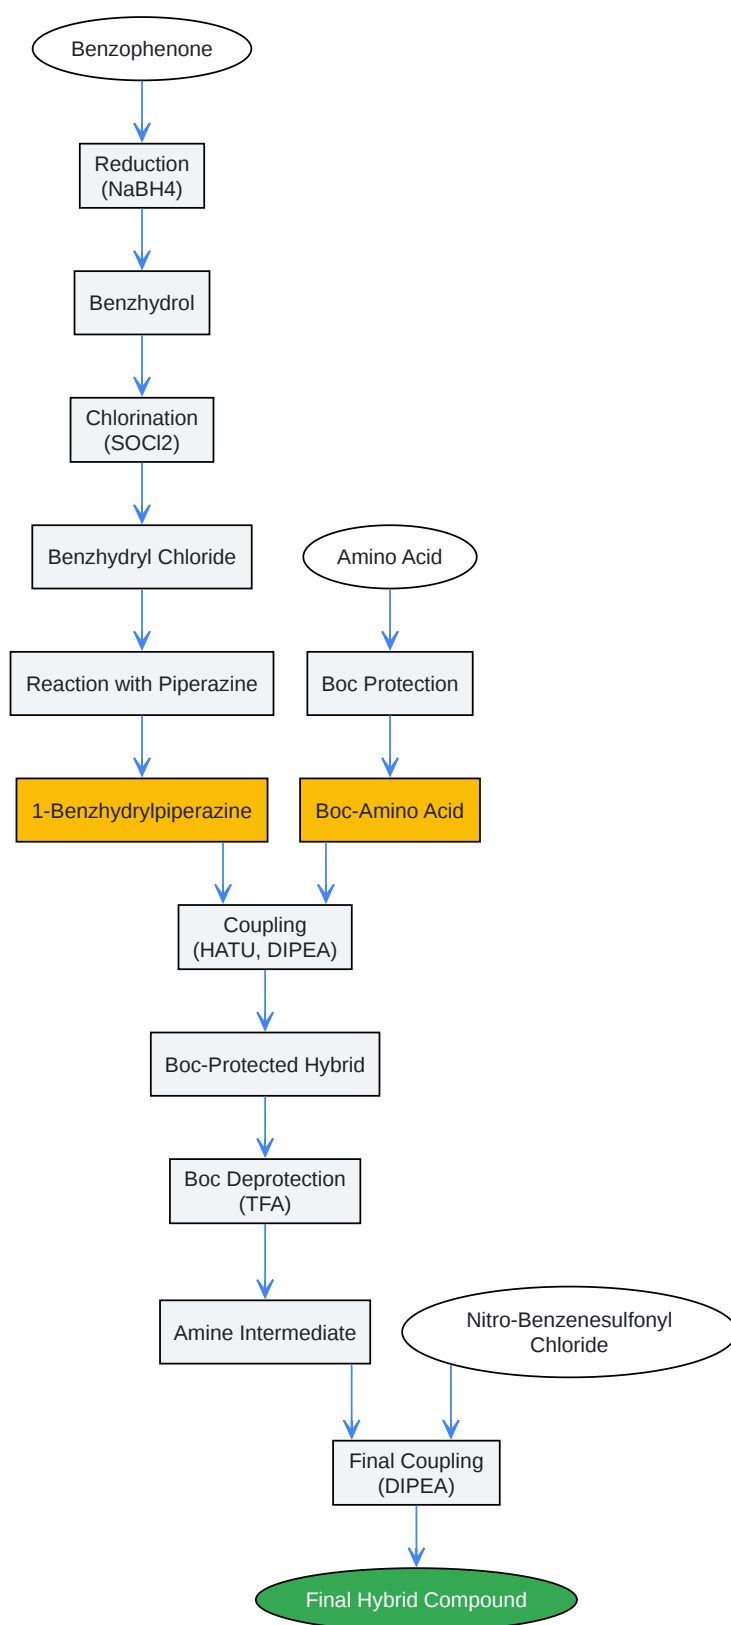 Benzophenone
Reduction
(NaBH4)
Benzhydrol
Chlorination
(SOCl2)
Benzhydryl Chloride
Amino Acid
Reaction with Piperazine
Boc Protection
1-Benzhydrylpiperazine
Boc-Amino Acid
Coupling
(HATU, DIPEA)
Boc-Protected Hybrid
Boc Deprotection
(TFA)
Amine Intermediate
Nitro-Benzenesulfonyl
Chloride
Final Coupling
(DIPEA)
Final Hybrid Compound